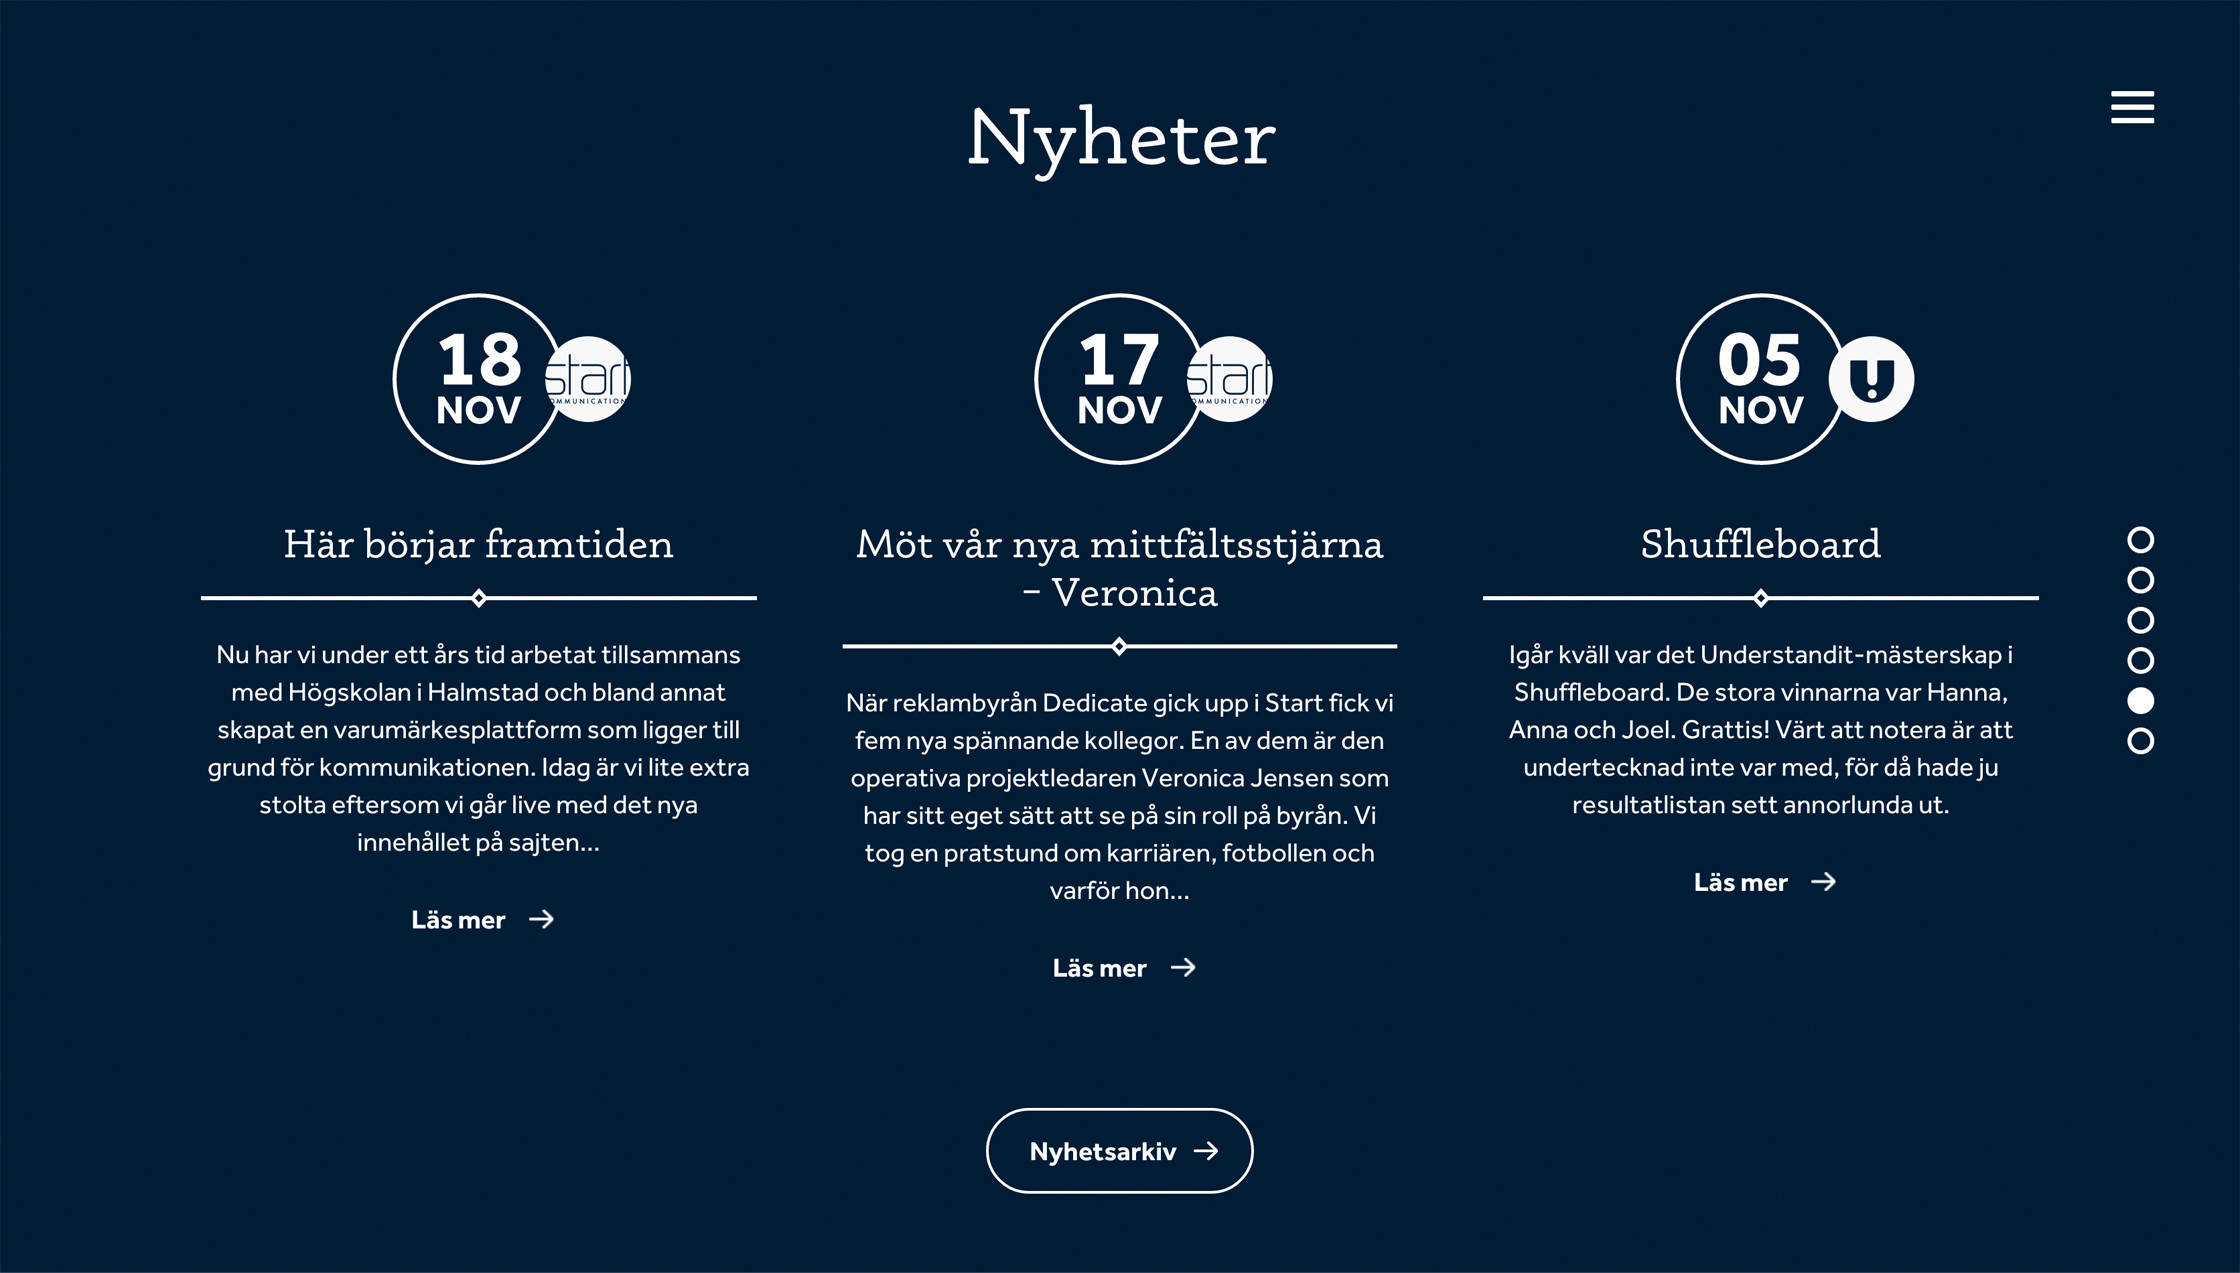 Nyheter
18
NOV
start
COMMUNICATION
Här börjar framtiden
Nu har vi under ett års tid arbetat tillsammans
med Högskolan i Halmstad och bland annat
skapat en varumärkesplattform som ligger till
grund för kommunikationen. Idag är vi lite extra
stolta eftersom vi går live med det nya
innehållet på sajten...
Läs mer
17
NOV
start
COMMUNICATION
Möt vår nya mittfältsstjärna
– Veronica
När reklambyrån Dedicate gick upp i Start fick vi
fem nya spännande kollegor. En av dem är den
operativa projektledaren Veronica Jensen som
har sitt eget sätt att se på sin roll på byrån. Vi
tog en pratstund om karriären, fotbollen och
varför hon...
Läs mer
05
NOV
Shuffleboard
Igår kväll var det Understandit-mästerskap i
Shuffleboard. De stora vinnarna var Hanna,
Anna och Joel. Grattis! Värt att notera är att
undertecknad inte var med, för då hade ju
resultatlistan sett annorlunda ut.
Läs mer
Nyhetsarkiv